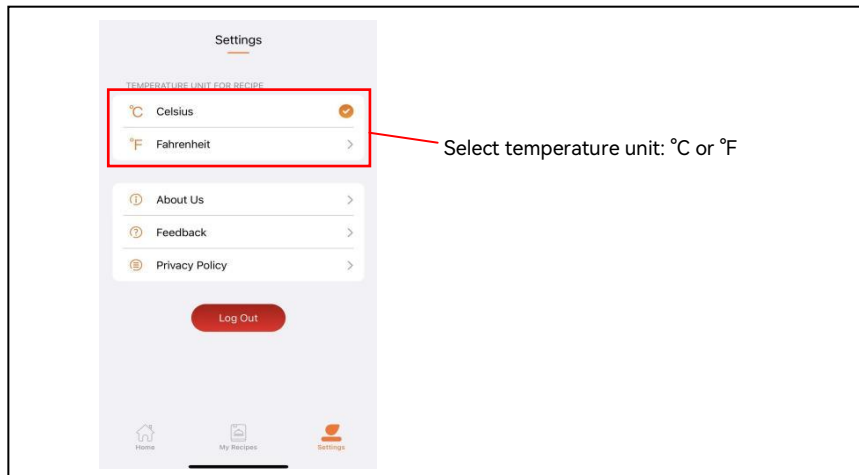 Settings
TEMPERATURE UNIT FOR RECIPE
°C Celsius
°F Fahrenheit
Select temperature unit: °C or °F
About Us
Feedback
Privacy Policy
Log Out
Home My Recipes Settings